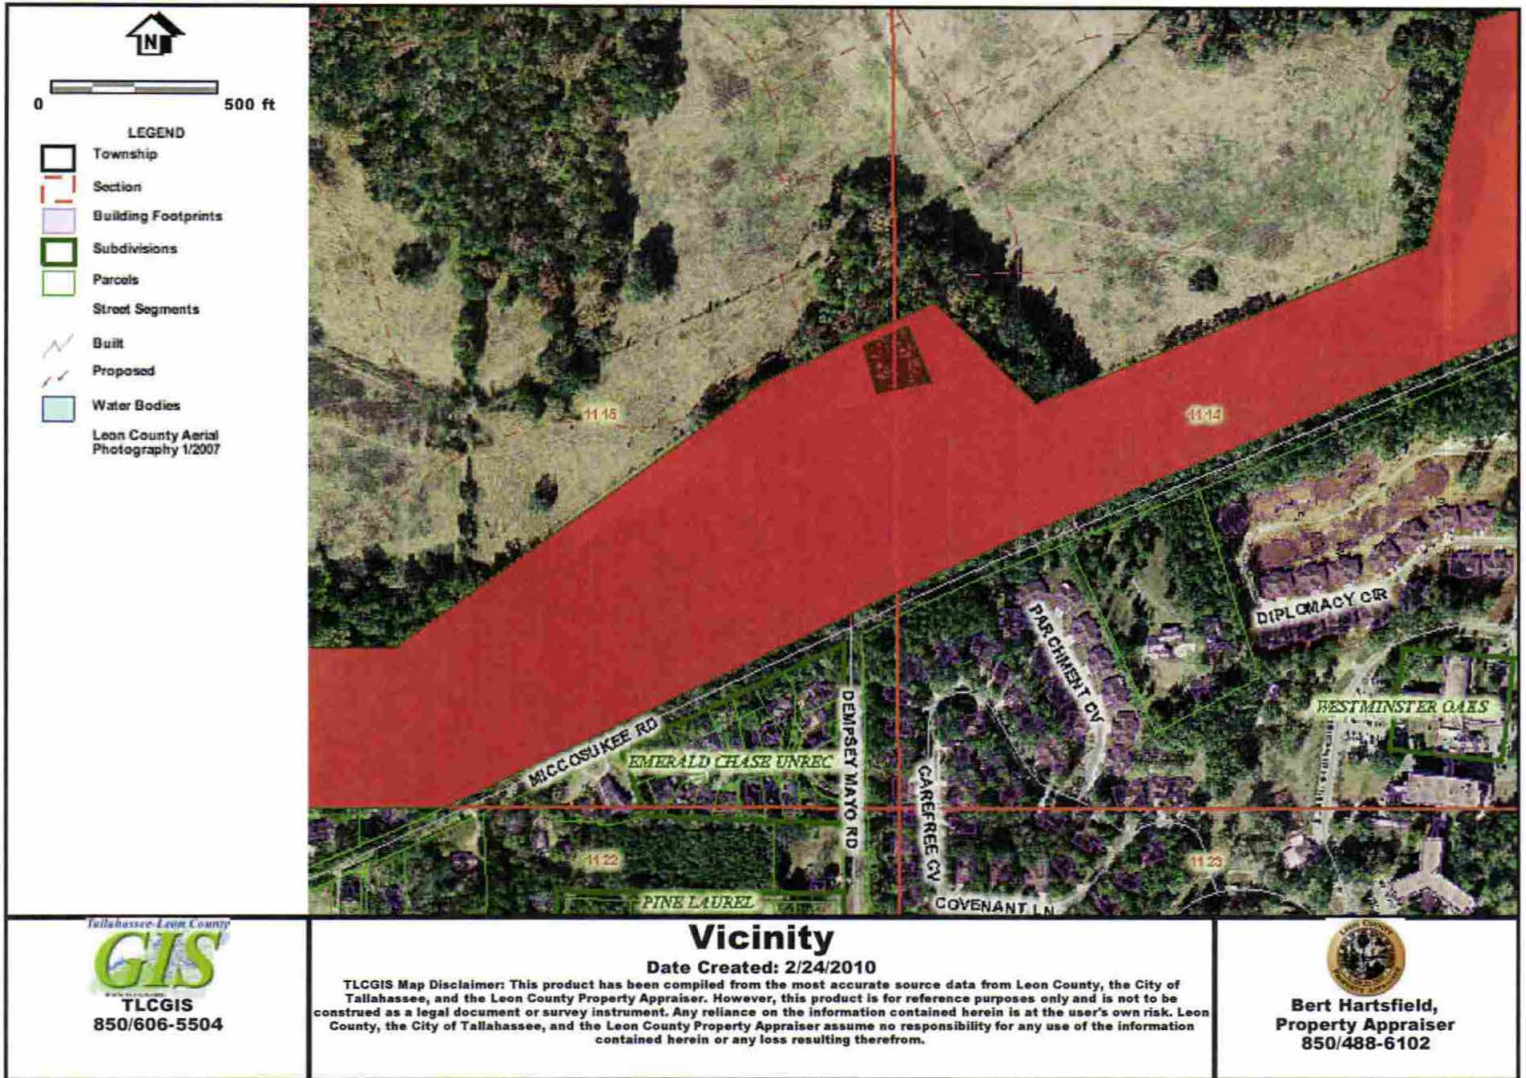 N
0 500 ft
LEGEND
Township
Section
Building Footprints
Subdivisions
Parcels
Street Segments
Built
Proposed
Water Bodies
Leon County Aerial
Photography 1/2007
11 15
11 14
DIPLOMACY CIR
PARCHMENT CV
WESTMINSTER OAKS
MICCOSUKEE RD
EMERALD CHASE UNREC
DEMPSEY MAYO RD
CAREFREE CV
11 22
11 23
PINE LAUREL
COVENANT LN
Tallahassee-Leon County
GIS
TLCGIS
850/606-5504
Vicinity
Date Created: 2/24/2010
TLCGIS Map Disclaimer: This product has been compiled from the most accurate source data from Leon County, the City of
Tallahassee, and the Leon County Property Appraiser. However, this product is for reference purposes only and is not to be
construed as a legal document or survey instrument. Any reliance on the information contained herein is at the user's own risk. Leon
County, the City of Tallahassee, and the Leon County Property Appraiser assume no responsibility for any use of the information
contained herein or any loss resulting therefrom.
LEON COUNTY
PROPERTY APPRAISER
Bert Hartsfield,
Property Appraiser
850/488-6102